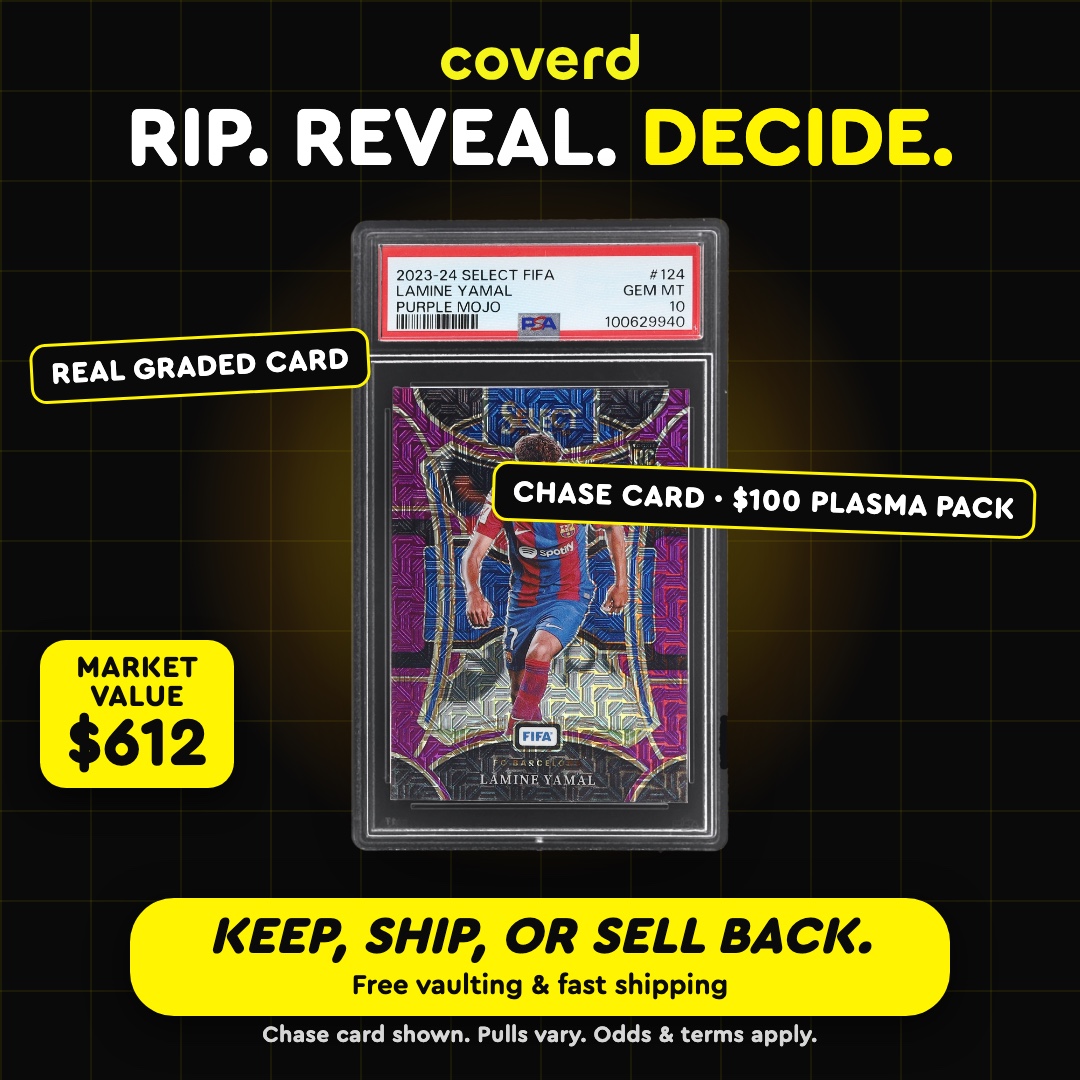 coverd
RIP. REVEAL. DECIDE.
2023-24 SELECT FIFA #124
LAMINE YAMAL GEM MT
PURPLE MOJO 10
PSA 100629940
REAL GRADED CARD
SELECT
CHASE CARD • $100 PLASMA PACK
Spotify
MARKET
VALUE
$612
FIFA
FC BARCELONA
LAMINE YAMAL
KEEP, SHIP, OR SELL BACK.
Free vaulting & fast shipping
Chase card shown. Pulls vary. Odds & terms apply.